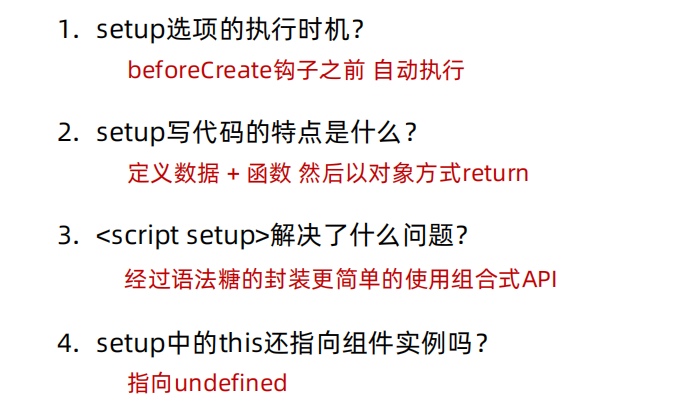 1. setup选项的执行时机？
beforeCreate钩子之前 自动执行
2. setup写代码的特点是什么？
定义数据 + 函数 然后以对象方式return
3. <script setup>解决了什么问题？
经过语法糖的封装更简单的使用组合式API
4. setup中的this还指向组件实例吗？
指向undefined